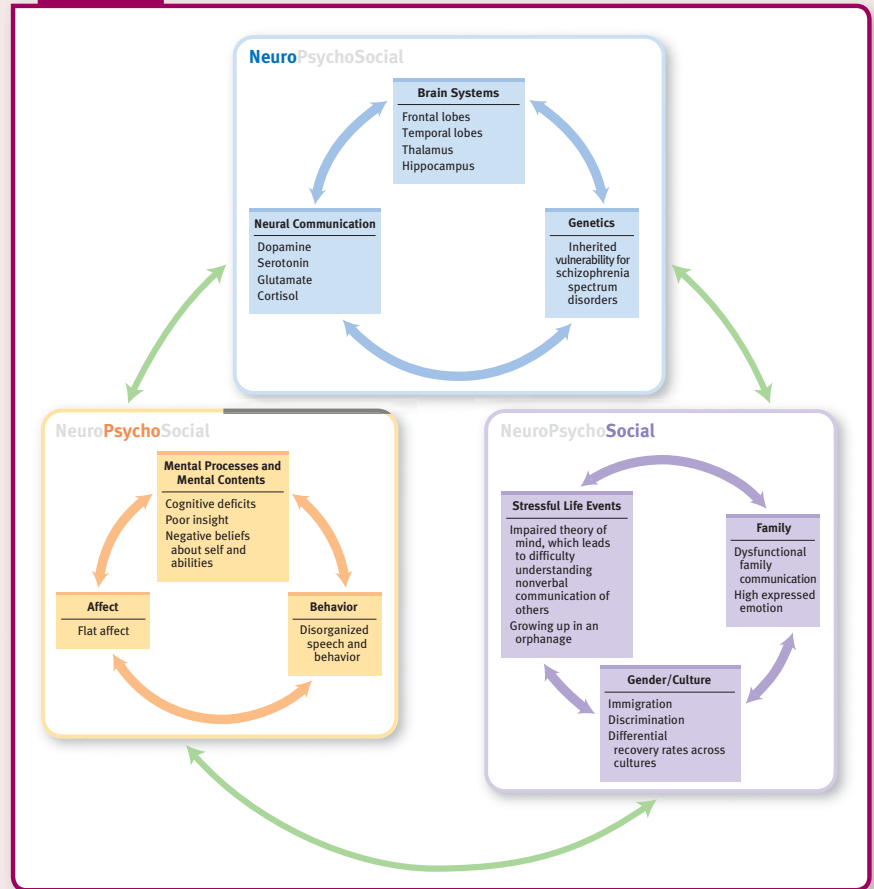 NeuroPsychoSocial
Brain Systems
Frontal lobes
Temporal lobes
Thalamus
Hippocampus
Neural Communication
Dopamine
Serotonin
Glutamate
Cortisol
Genetics
Inherited
vulnerability for
schizophrenia
spectrum
disorders
NeuroPsychoSocial
Mental Processes and
Mental Contents
Cognitive deficits
Poor insight
Negative beliefs
about self and
abilities
Affect
Flat affect
Behavior
Disorganized
speech and
behavior
NeuroPsychoSocial
Stressful Life Events
Impaired theory of
mind, which leads
to difficulty
understanding
nonverbal
communication of
others
Growing up in an
orphanage
Family
Dysfunctional
family
communication
High expressed
emotion
Gender/Culture
Immigration
Discrimination
Differential
recovery rates across
cultures